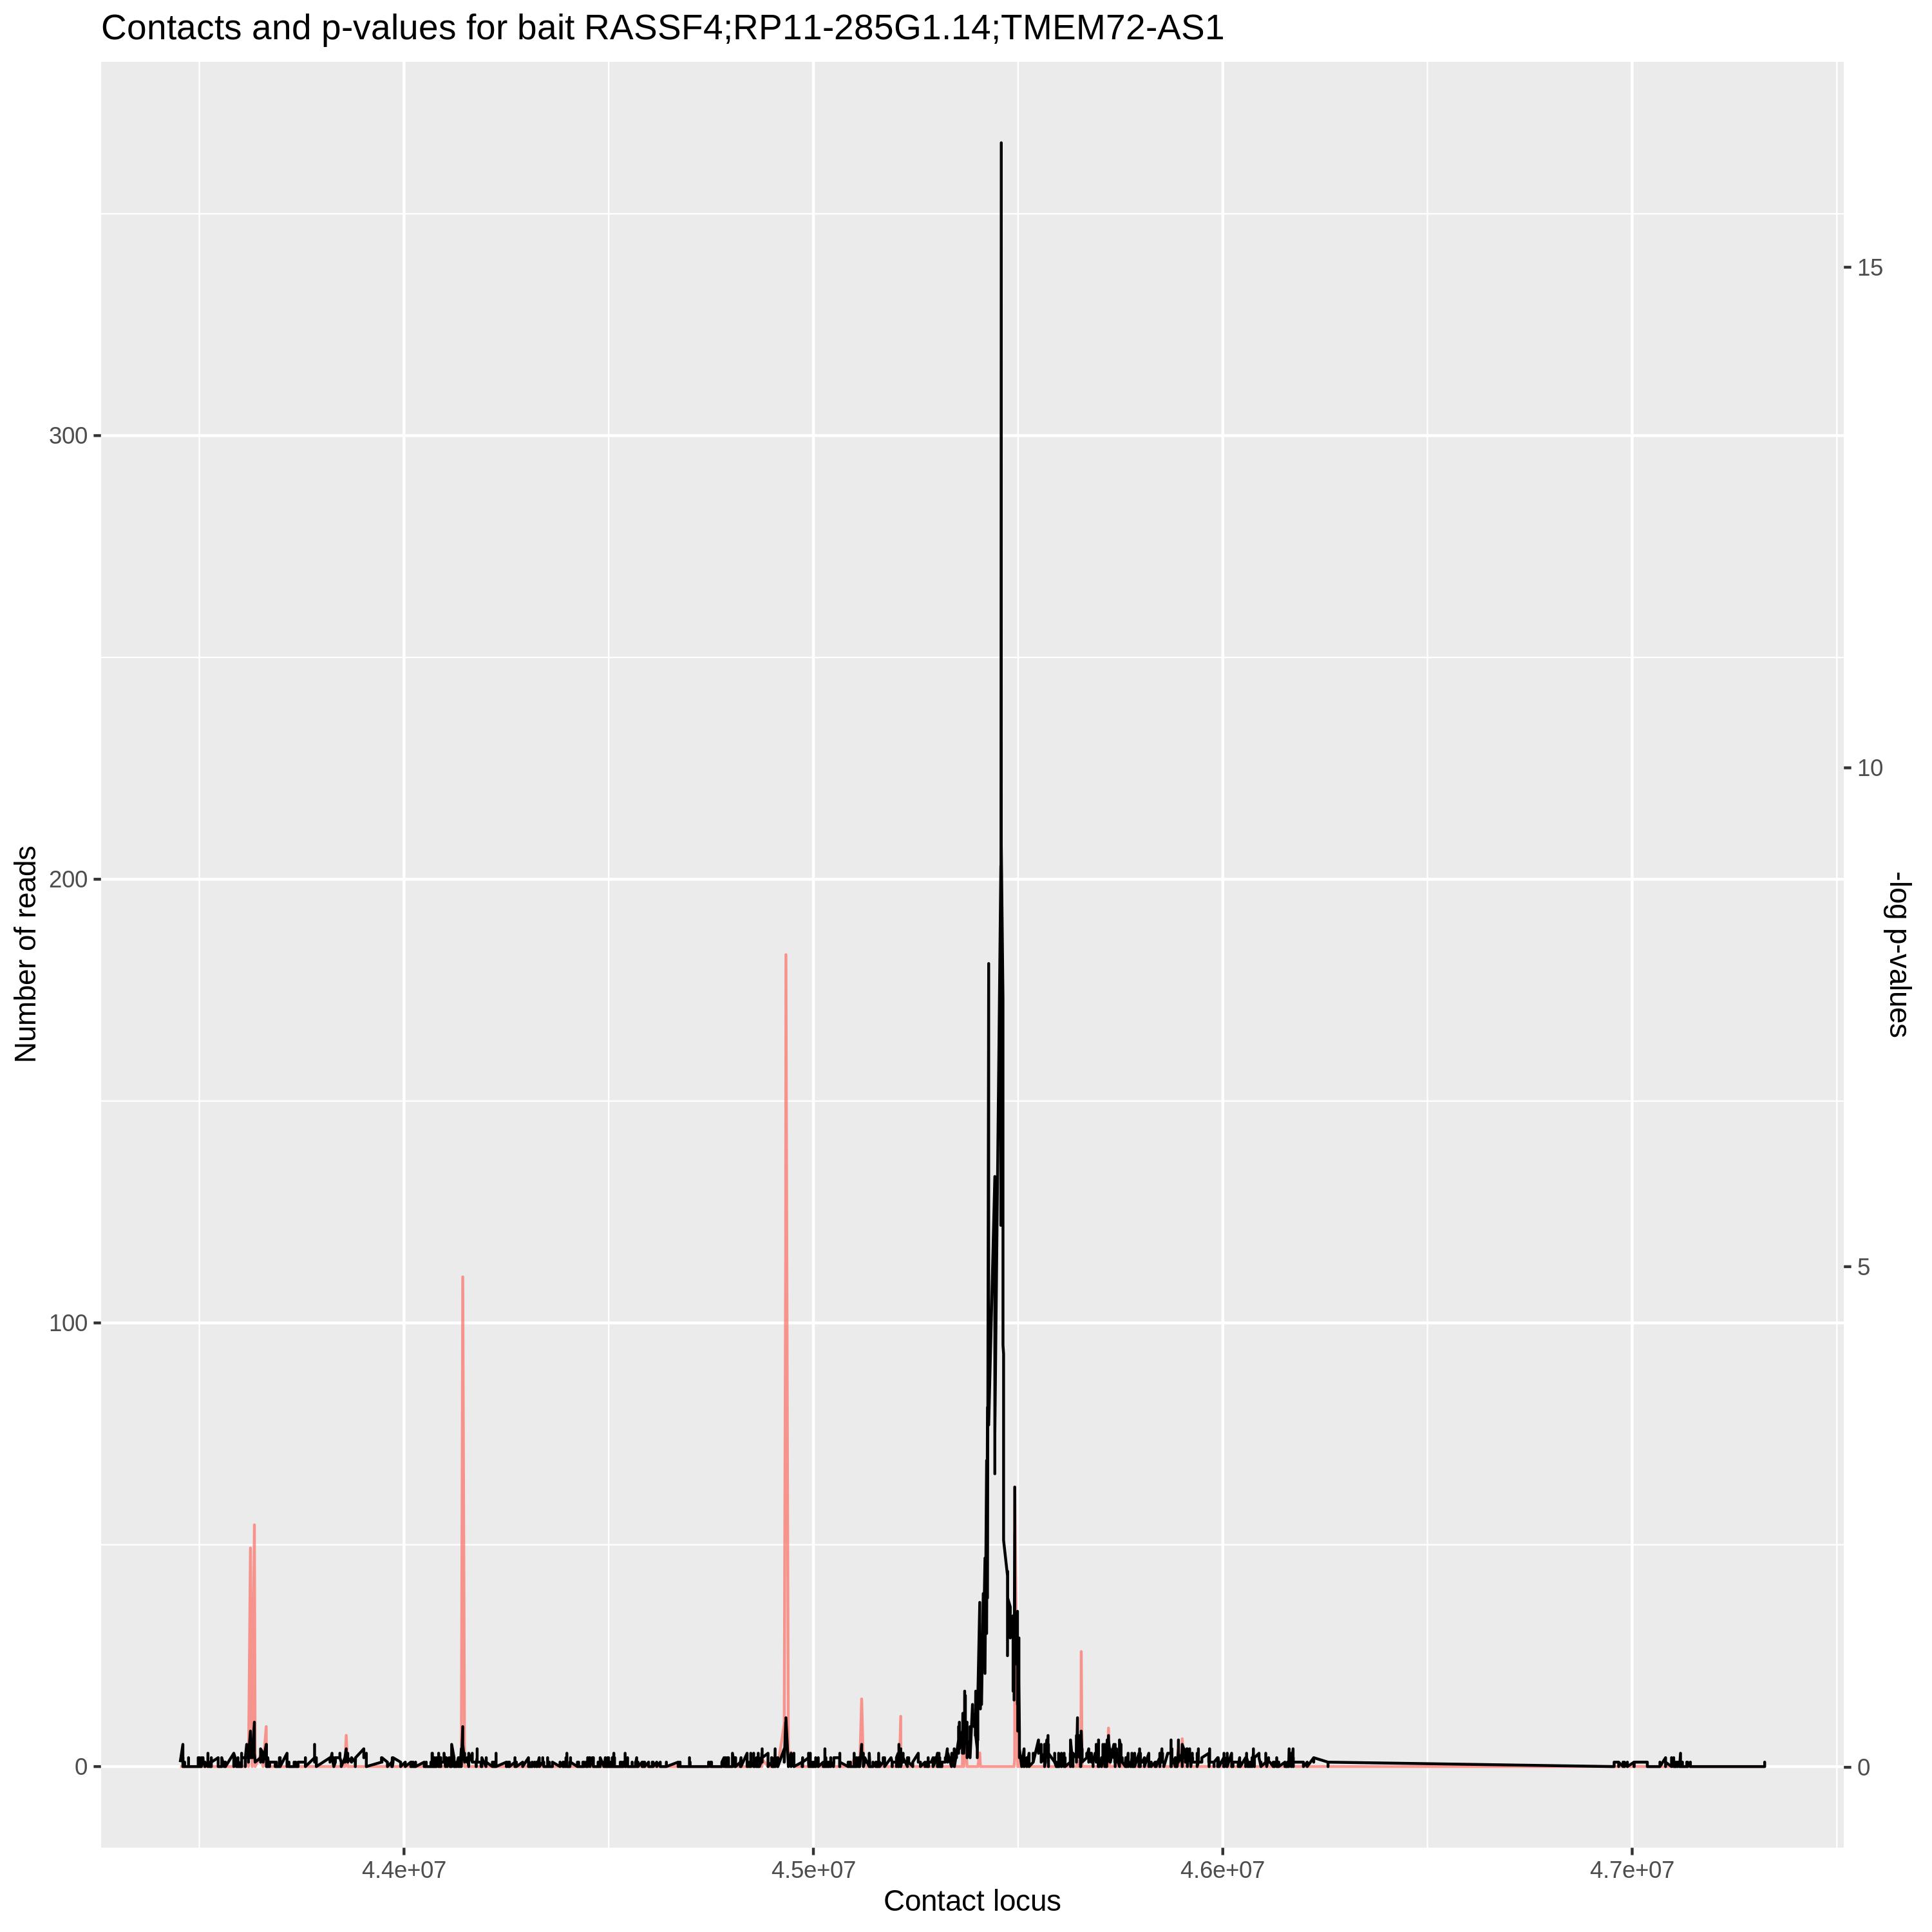 Contacts and p-values for bait RASSF4;RP11-285G1.14;TMEM72-AS1
Number of reads
300
200
100
0
15
10
5
0
-log p-values
4.4e+07
4.5e+07
4.6e+07
4.7e+07
Contact locus